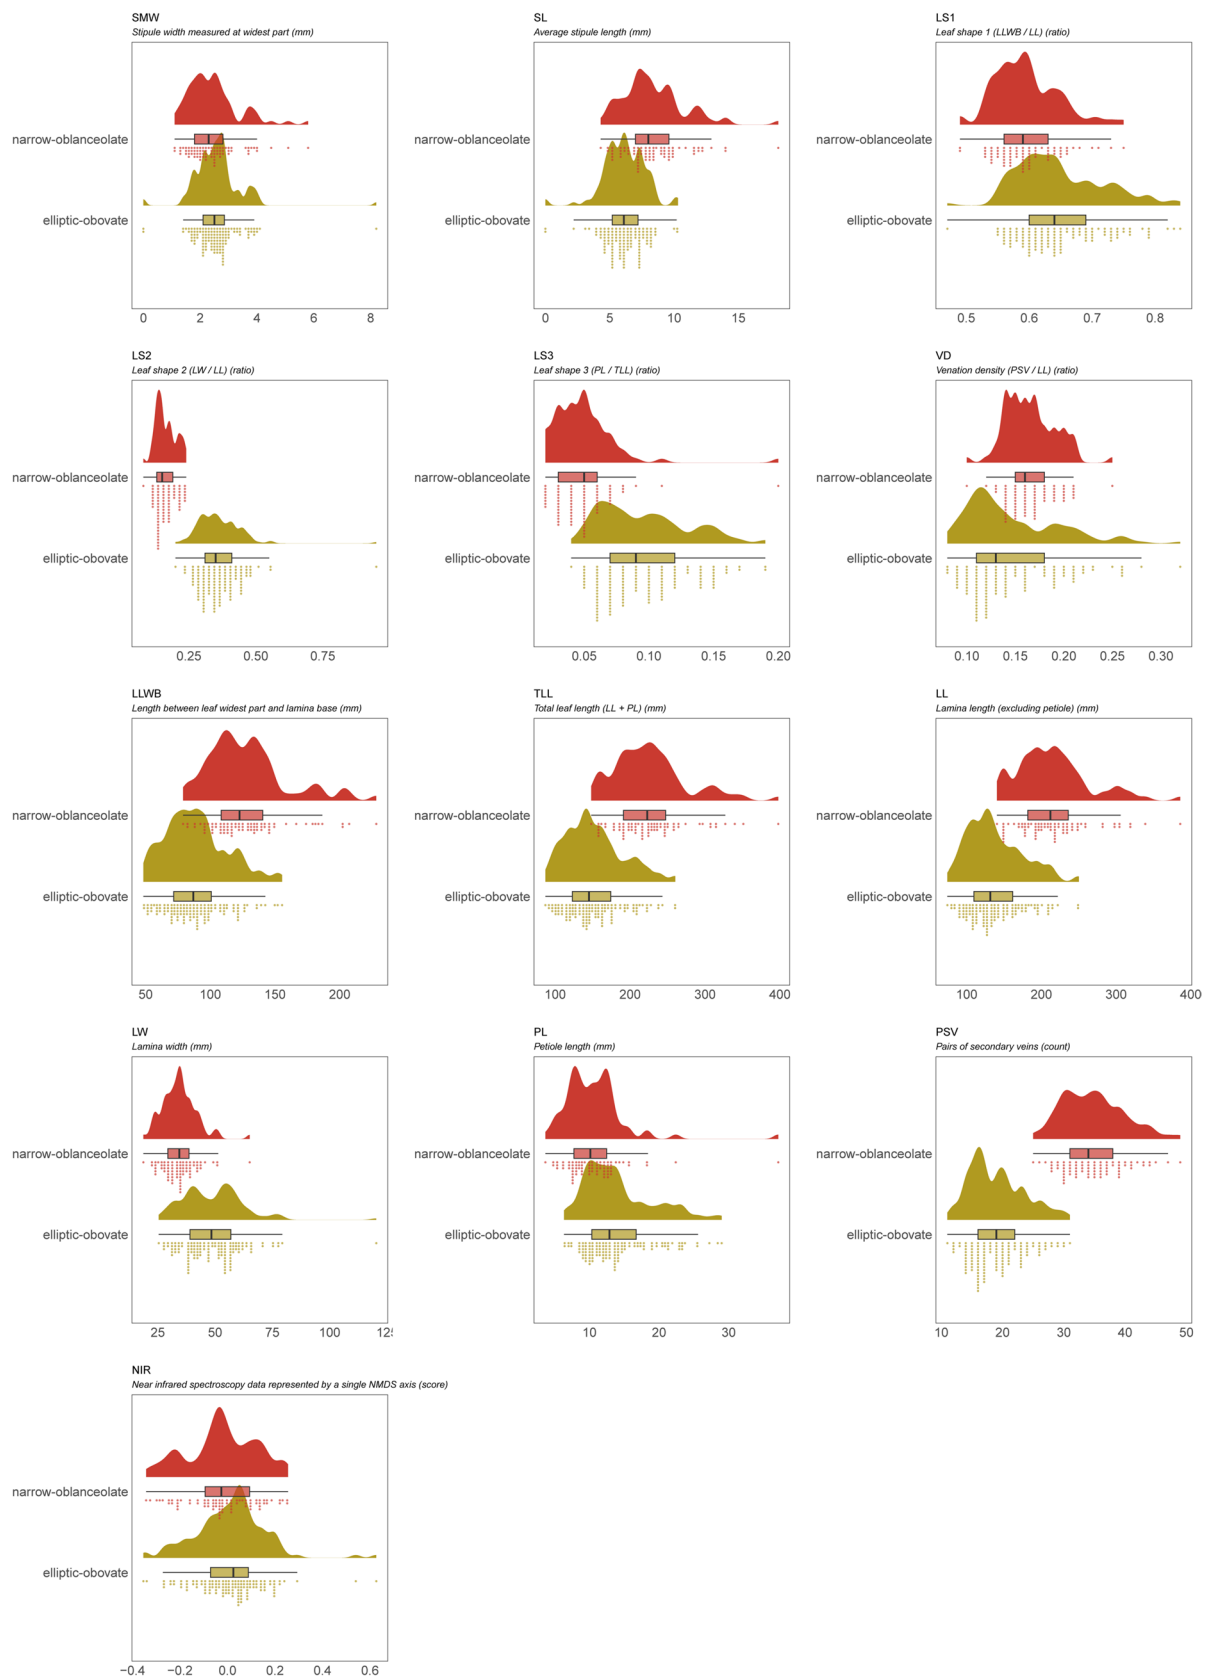 SMW
Stipule width measured at widest part (mm)
narrow-oblanceolate
elliptic-obovate
0 2 4 6 8
SL
Average stipule length (mm)
narrow-oblanceolate
elliptic-obovate
0 5 10 15
LS1
Leaf shape 1 (LLWB / LL) (ratio)
narrow-oblanceolate
elliptic-obovate
0.5 0.6 0.7 0.8
LS2
Leaf shape 2 (LW / LL) (ratio)
narrow-oblanceolate
elliptic-obovate
0.25 0.50 0.75
LS3
Leaf shape 3 (PL / TLL) (ratio)
narrow-oblanceolate
elliptic-obovate
0.05 0.10 0.15 0.20
VD
Venation density (PSV / LL) (ratio)
narrow-oblanceolate
elliptic-obovate
0.10 0.15 0.20 0.25 0.30
LLWB
Length between leaf widest part and lamina base (mm)
narrow-oblanceolate
elliptic-obovate
50 100 150 200
TLL
Total leaf length (LL + PL) (mm)
narrow-oblanceolate
elliptic-obovate
100 200 300 400
LL
Lamina length (excluding petiole) (mm)
narrow-oblanceolate
elliptic-obovate
100 200 300 400
LW
Lamina width (mm)
narrow-oblanceolate
elliptic-obovate
25 50 75 100
PL
Petiole length (mm)
narrow-oblanceolate
elliptic-obovate
10 20 30
PSV
Pairs of secondary veins (count)
narrow-oblanceolate
elliptic-obovate
10 20 30 40 50
NIR
Near infrared spectroscopy data represented by a single NMDS axis (score)
narrow-oblanceolate
elliptic-obovate
−0.4 −0.2 0.0 0.2 0.4 0.6